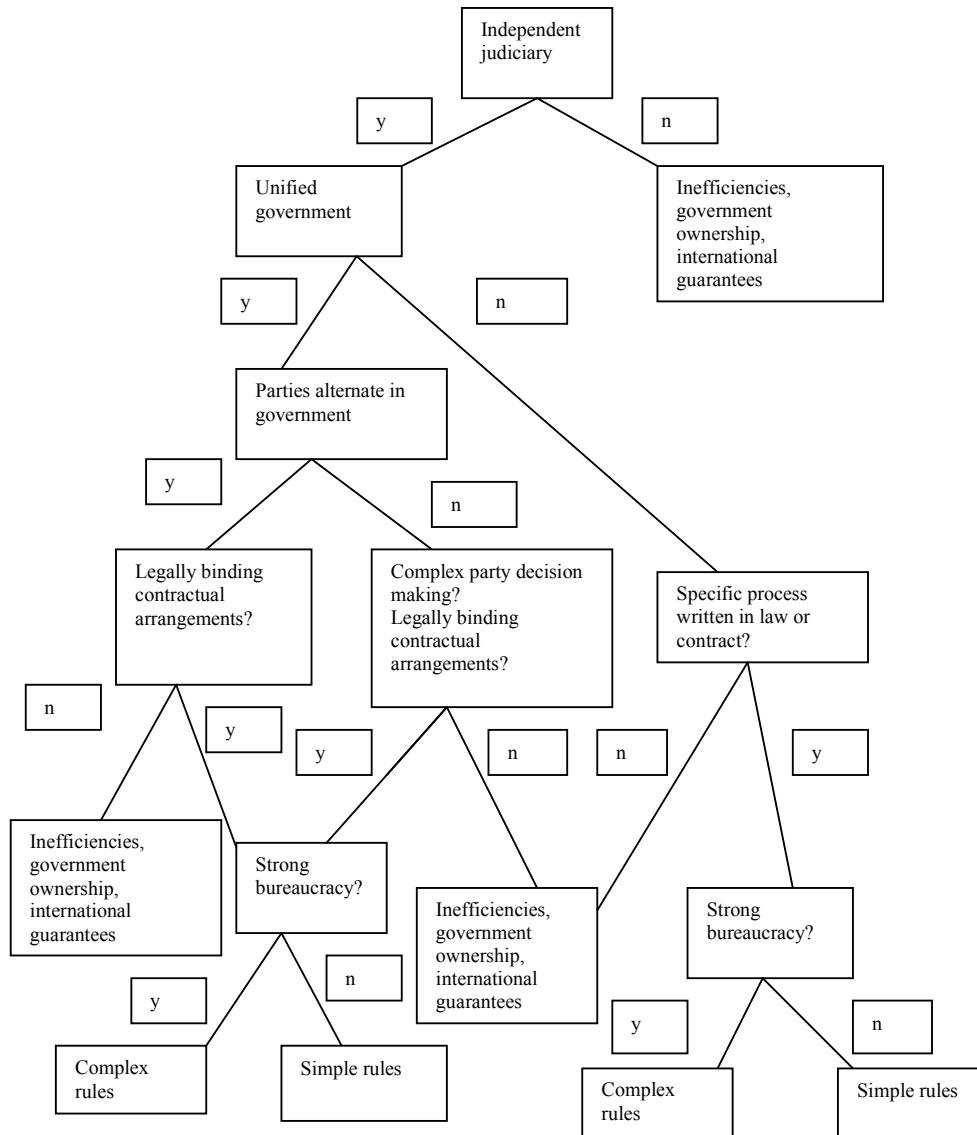 Independent
judiciary
y
n
Unified
government
Inefficiencies,
government
ownership,
international
guarantees
y
n
Parties alternate in
government
y
n
Legally binding
contractual
arrangements?
Complex party decision
making?
Legally binding
contractual
arrangements?
Specific process
written in law or
contract?
n
y
y
n
n
y
Inefficiencies,
government
ownership,
international
guarantees
Strong
bureaucracy?
Inefficiencies,
government
ownership,
international
guarantees
Strong
bureaucracy?
y
n
y
n
Complex
rules
Simple rules
Complex
rules
Simple rules